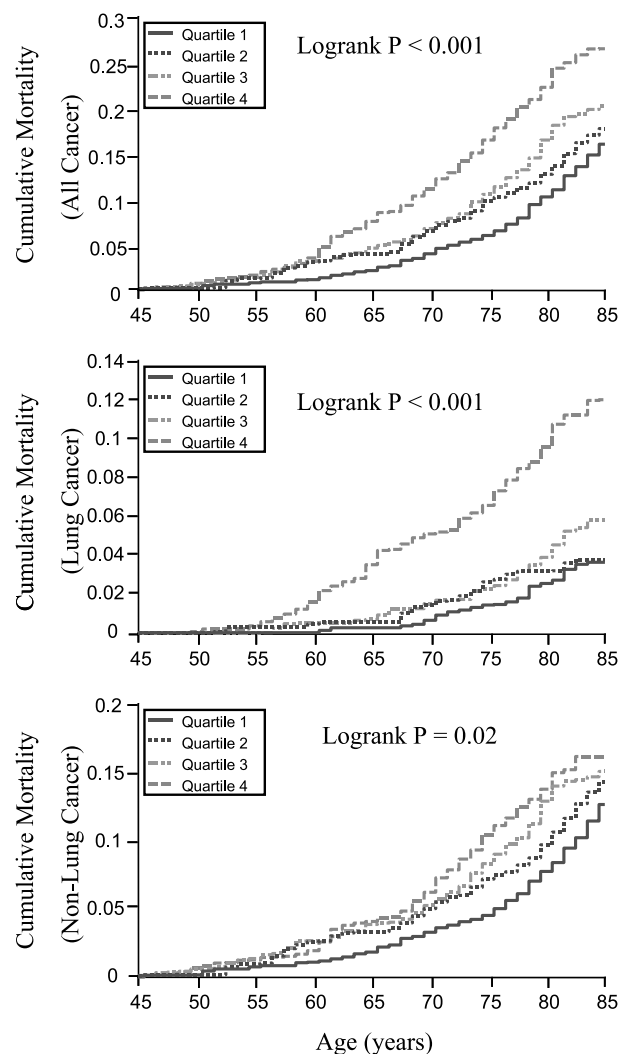 Cumulative Mortality
(All Cancer)
0.3
0.25
0.2
0.15
0.1
0.05
0
Quartile 1
Quartile 2
Quartile 3
Quartile 4
Logrank P < 0.001
45 50 55 60 65 70 75 80 85
Cumulative Mortality
(Lung Cancer)
0.14
0.12
0.10
0.08
0.06
0.04
0.02
0
Quartile 1
Quartile 2
Quartile 3
Quartile 4
Logrank P < 0.001
45 50 55 60 65 70 75 80 85
Cumulative Mortality
(Non-Lung Cancer)
0.2
0.15
0.1
0.05
0
Quartile 1
Quartile 2
Quartile 3
Quartile 4
Logrank P = 0.02
45 50 55 60 65 70 75 80 85
Age (years)